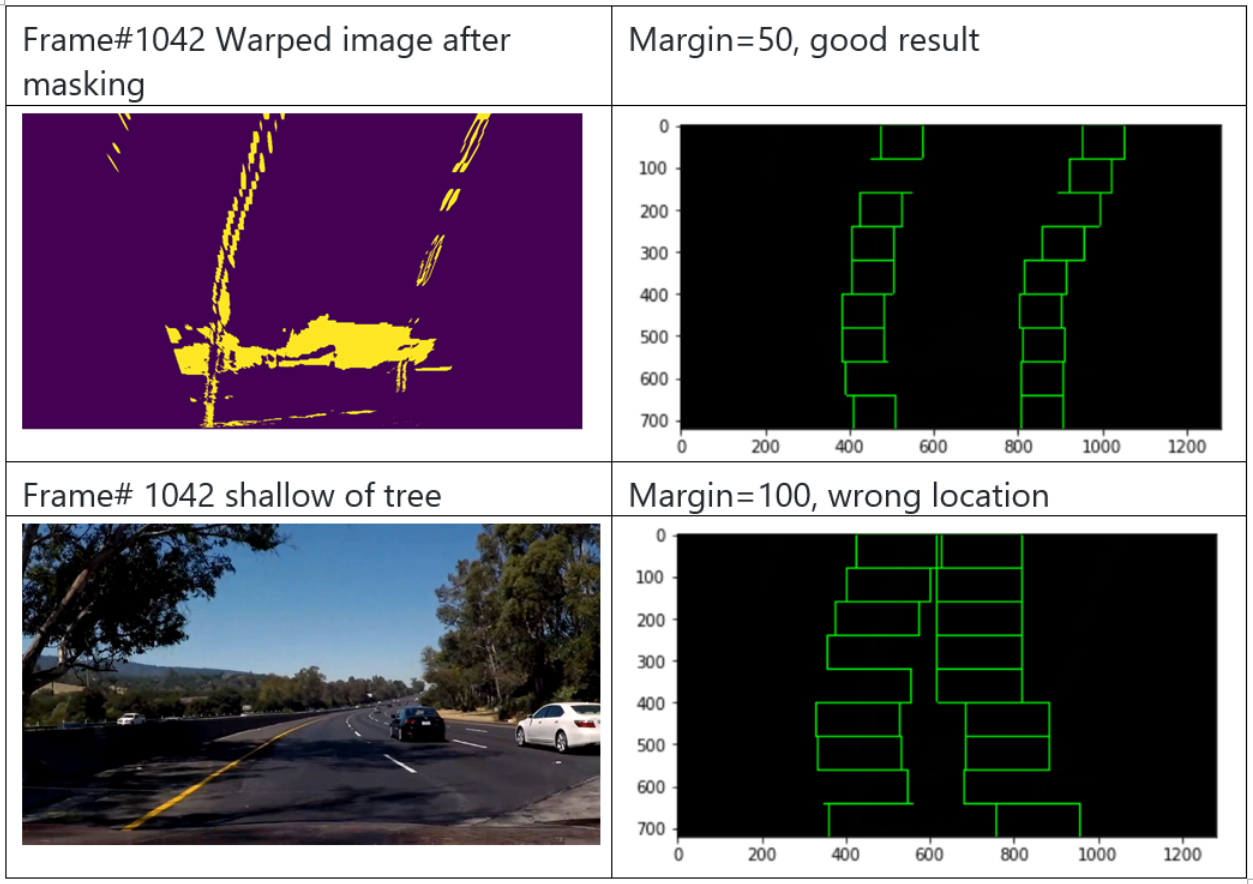 Frame#1042 Warped image after
masking
Margin=50, good result
0
100
200
300
400
500
600
700
0 200 400 600 800 1000 1200
Frame# 1042 shallow of tree
Margin=100, wrong location
0
100
200
300
400
500
600
700
0 200 400 600 800 1000 1200